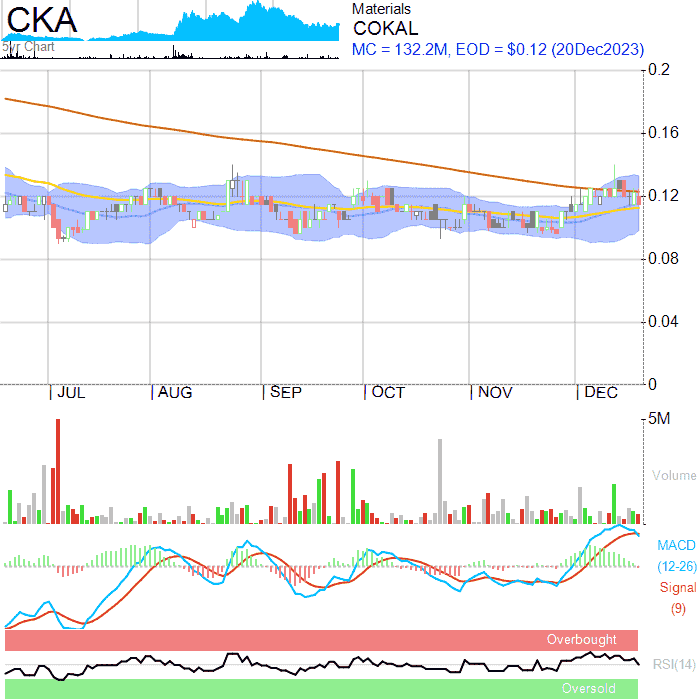 CKA
5yr Chart
Materials
COKAL
MC = 132.2M, EOD = $0.12 (20Dec2023)
0.2
0.16
0.12
0.08
0.04
0
JUL AUG SEP OCT NOV DEC
5M
Volume
MACD
(12-26)
Signal
(9)
Overbought
RSI(14)
Oversold